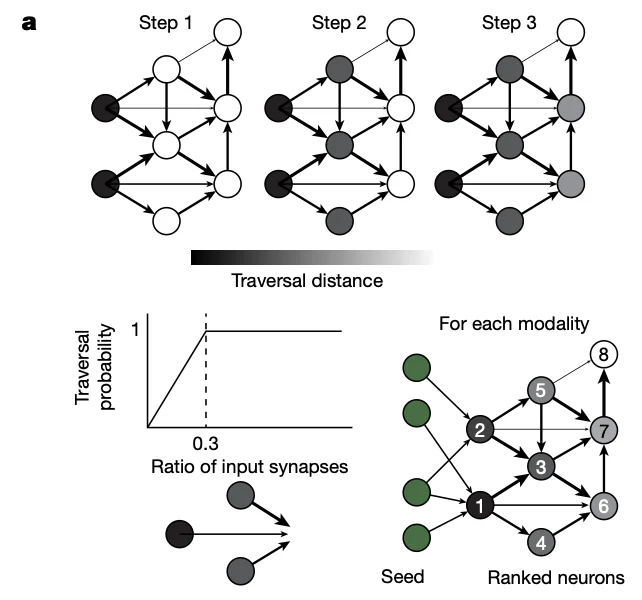 a
Step 1
Step 2
Step 3
Traversal distance
Traversal
probability
1
0.3
Ratio of input synapses
For each modality
8
5
2
7
3
1
6
4
Seed
Ranked neurons